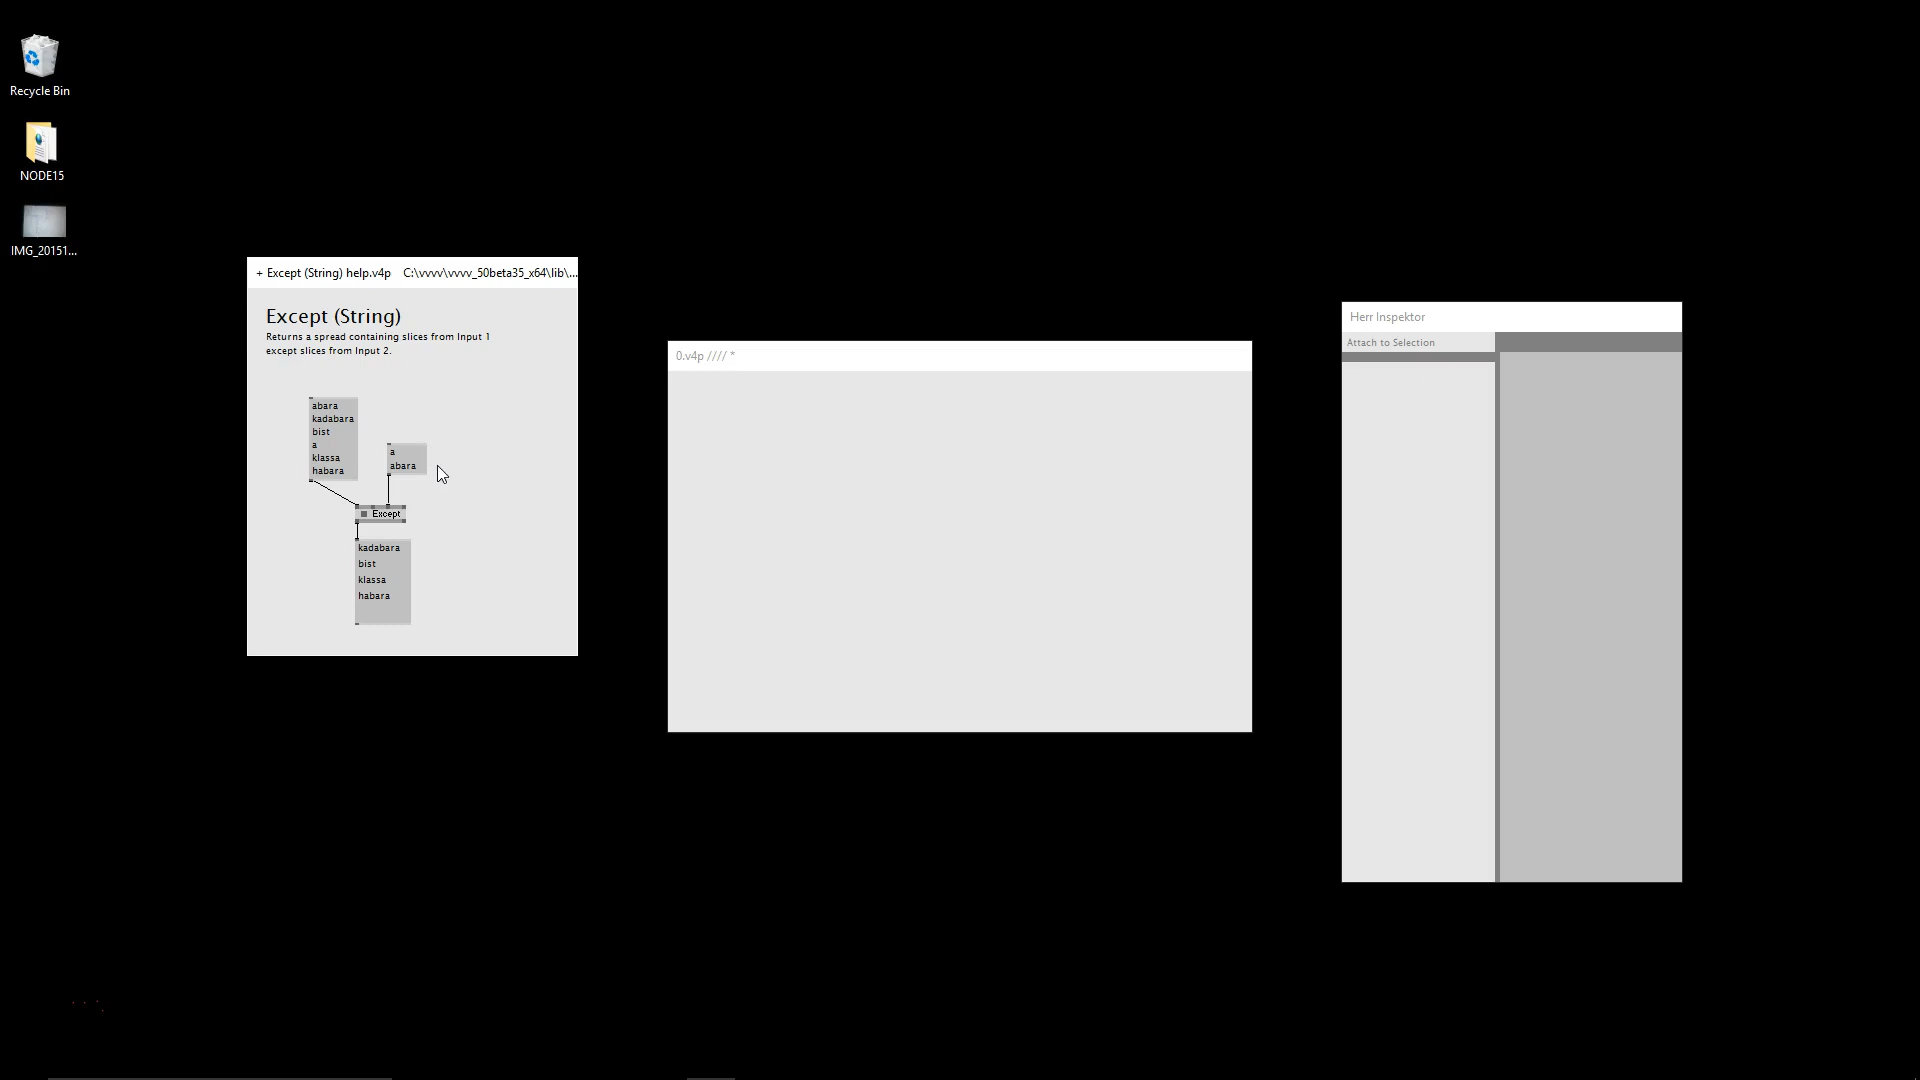 Recycle Bin
NODE15
IMG_20151...
+ Except (String) help.v4p C:\vvvv\vvvv_50beta35_x64\lib\...
Except (String)
Returns a spread containing slices from Input 1
except slices from Input 2.
abara
kadabara
bist
a
klassa
habara
a
abara
Except
kadabara
bist
klassa
habara
0.v4p //// *
Herr Inspektor
Attach to Selection